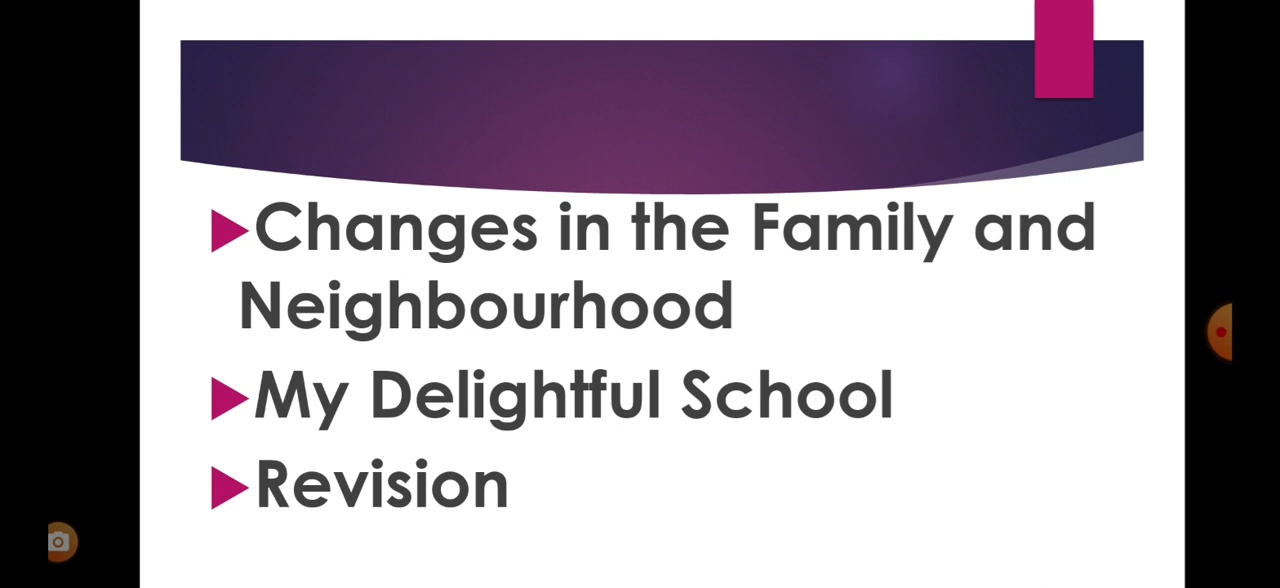 Changes in the Family and
Neighbourhood
My Delightful School
Revision